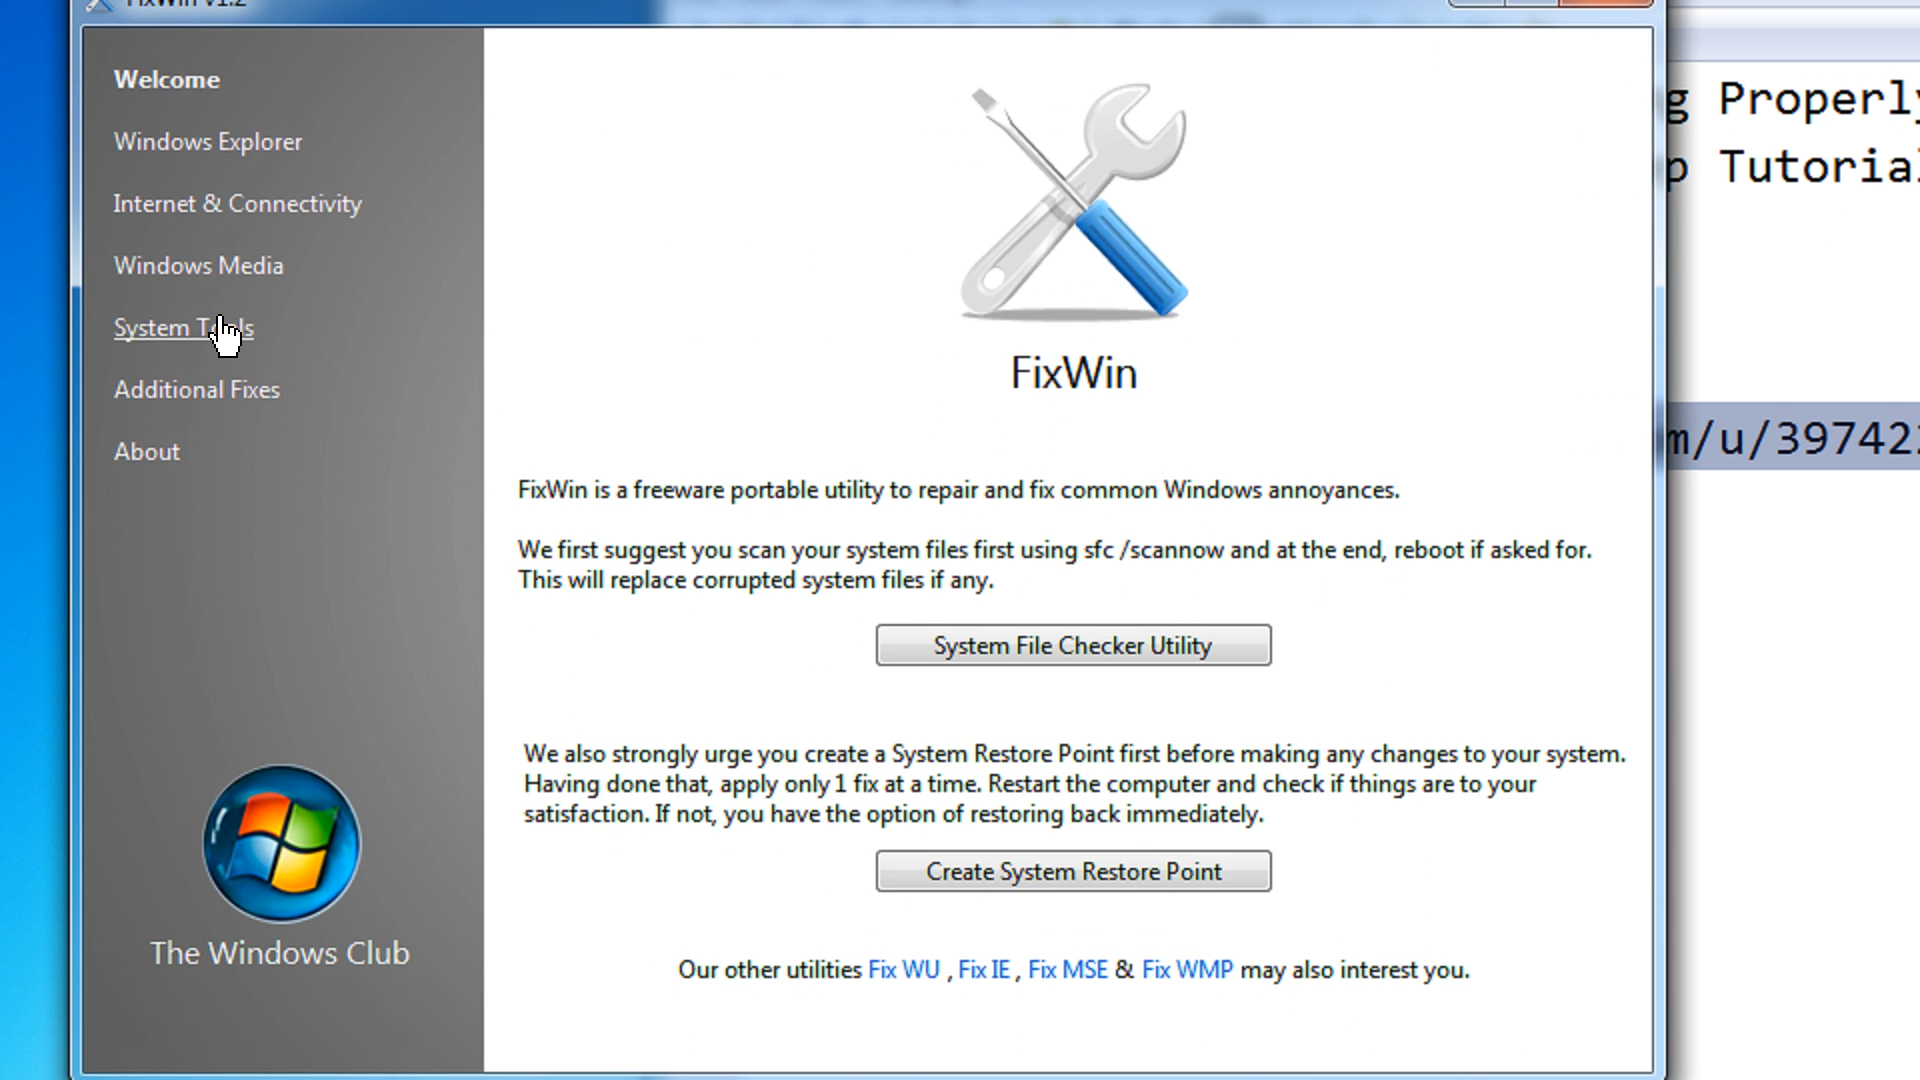 FixWin v1.2
Welcome
Windows Explorer
Internet & Connectivity
Windows Media
System Tools
Additional Fixes
About
The Windows Club
FixWin
FixWin is a freeware portable utility to repair and fix common Windows annoyances.
We first suggest you scan your system files first using sfc /scannow and at the end, reboot if asked for.
This will replace corrupted system files if any.
System File Checker Utility
We also strongly urge you create a System Restore Point first before making any changes to your system.
Having done that, apply only 1 fix at a time. Restart the computer and check if things are to your
satisfaction. If not, you have the option of restoring back immediately.
Create System Restore Point
Our other utilities Fix WU , Fix IE , Fix MSE & Fix WMP may also interest you.
g Properly
p Tutorial
m/u/39742